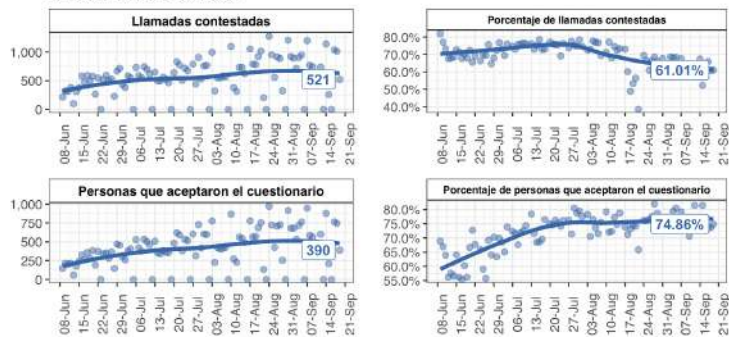 Llamadas contestadas
1,000
500
0
521
08-Jun
15-Jun
22-Jun
29-Jun
06-Jul
13-Jul
20-Jul
27-Jul
03-Aug
10-Aug
17-Aug
24-Aug
31-Aug
07-Sep
14-Sep
21-Sep
Porcentaje de llamadas contestadas
80.0%
70.0%
60.0%
50.0%
40.0%
61.01%
08-Jun
15-Jun
22-Jun
29-Jun
06-Jul
13-Jul
20-Jul
27-Jul
03-Aug
10-Aug
17-Aug
24-Aug
31-Aug
07-Sep
14-Sep
21-Sep
Personas que aceptaron el cuestionario
1,000
750
500
250
0
390
08-Jun
15-Jun
22-Jun
29-Jun
06-Jul
13-Jul
20-Jul
27-Jul
03-Aug
10-Aug
17-Aug
24-Aug
31-Aug
07-Sep
14-Sep
21-Sep
Porcentaje de personas que aceptaron el cuestionario
80.0%
75.0%
70.0%
65.0%
60.0%
55.0%
74.86%
08-Jun
15-Jun
22-Jun
29-Jun
06-Jul
13-Jul
20-Jul
27-Jul
03-Aug
10-Aug
17-Aug
24-Aug
31-Aug
07-Sep
14-Sep
21-Sep